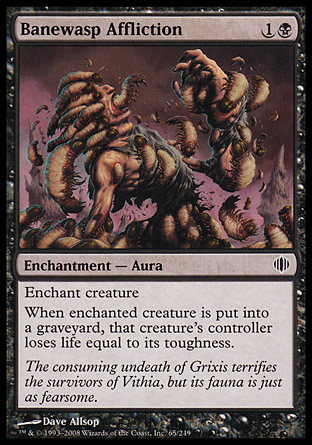 Banewasp Affliction 1
Enchantment — Aura
Enchant creature
When enchanted creature is put into
a graveyard, that creature's controller
loses life equal to its toughness.
The consuming undeath of Grixis terrifies
the survivors of Vithia, but its fauna is just
as fearsome.
Dave Allsop
™ & © 1993–2008 Wizards of the Coast, Inc. 65/249